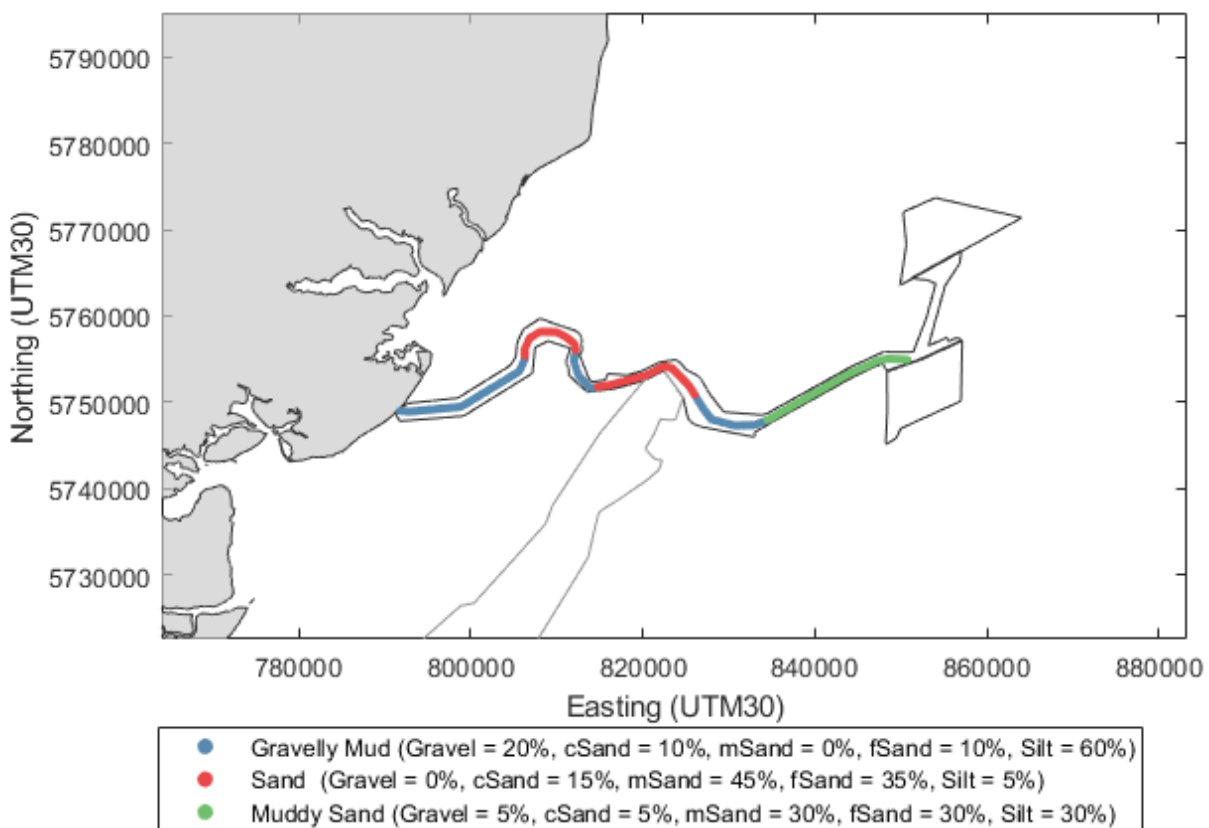 5790000
5780000
5770000
5760000
5750000
5740000
5730000
Northing (UTM30)
780000 800000 820000 840000 860000 880000
Easting (UTM30)
Gravelly Mud (Gravel = 20%, cSand = 10%, mSand = 0%, fSand = 10%, Silt = 60%)
Sand (Gravel = 0%, cSand = 15%, mSand = 45%, fSand = 35%, Silt = 5%)
Muddy Sand (Gravel = 5%, cSand = 5%, mSand = 30%, fSand = 30%, Silt = 30%)